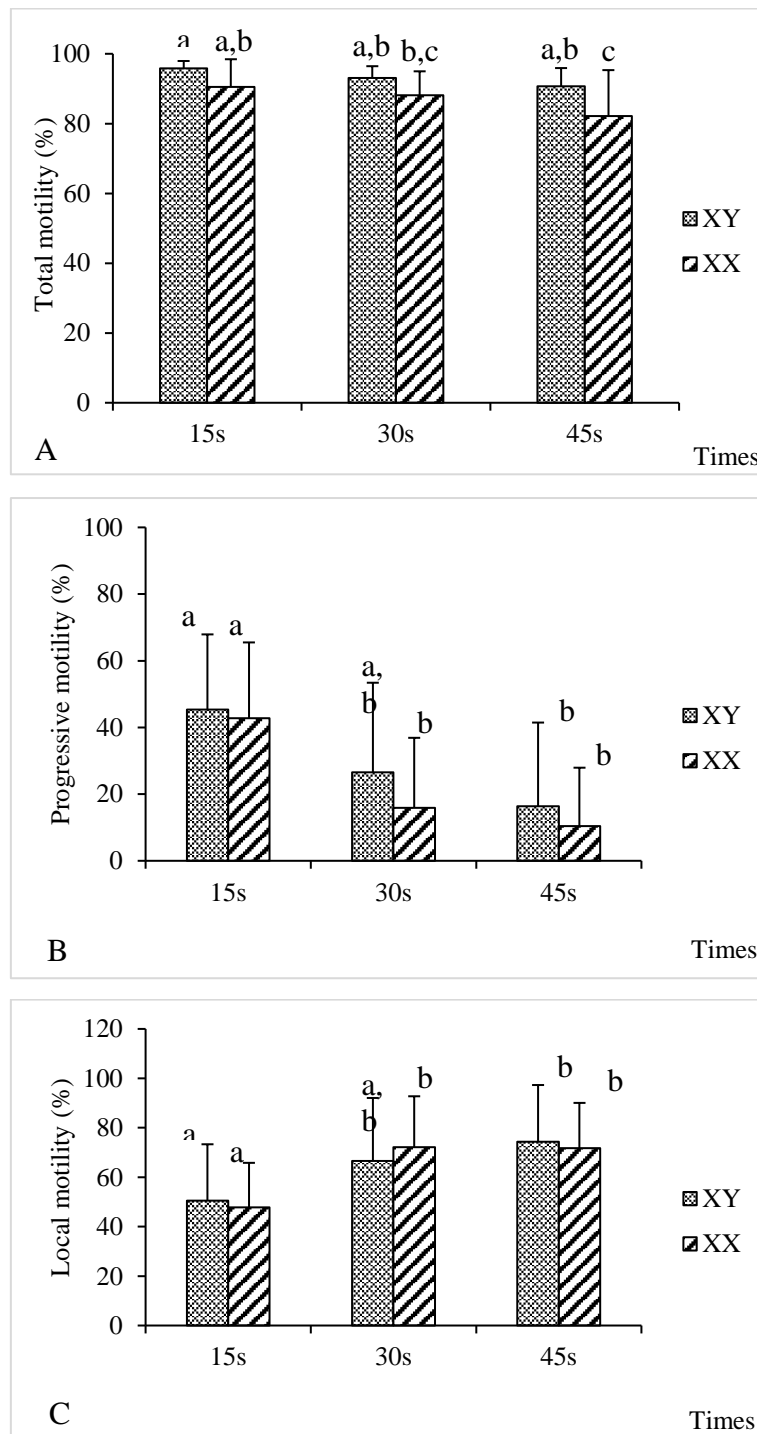 100
80
60
40
20
0
Total motility (%)
a
a,b
a,b
b,c
a,b
c
XY
XX
15s
30s
45s
A
Times
100
80
60
40
20
0
Progressive motility (%)
a
a
a,
b
b
b
b
XY
XX
15s
30s
45s
B
Times
120
100
80
60
40
20
0
Local motility (%)
a
a
a,
b
b
b
b
XY
XX
15s
30s
45s
C
Times